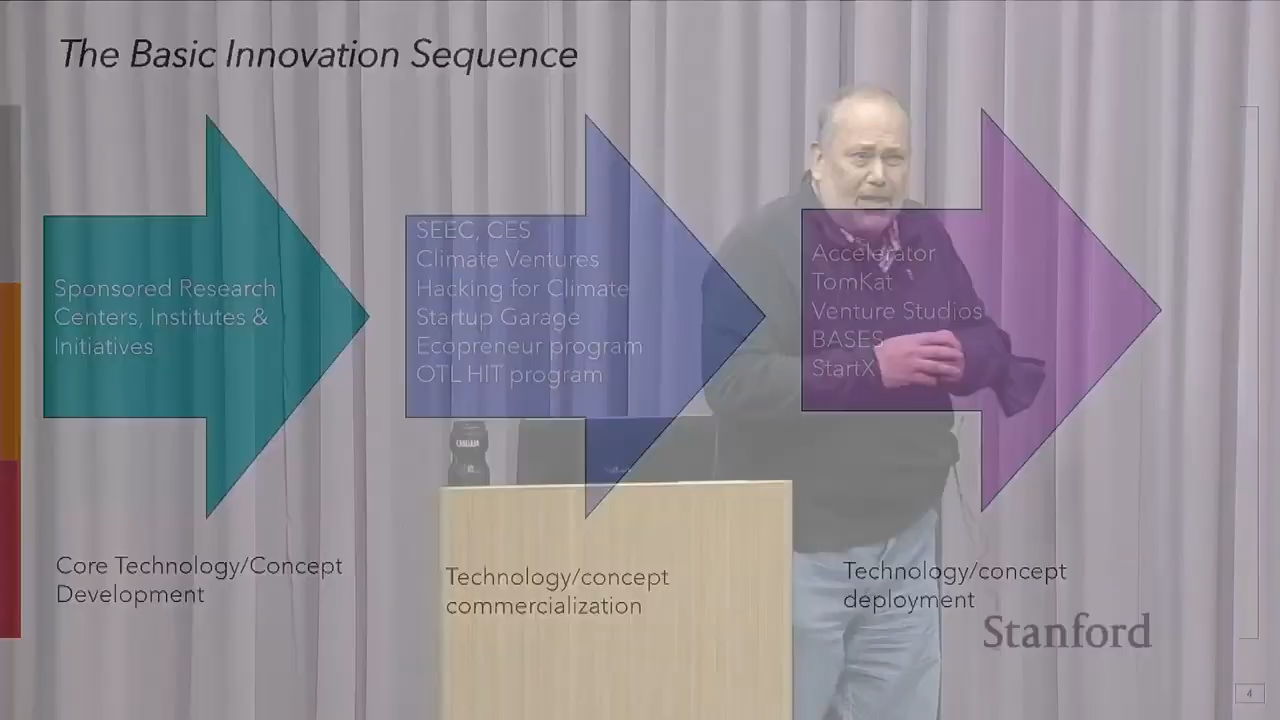 The Basic Innovation Sequence
Sponsored Research
Centers, Institutes &
Initiatives
SEEC, CES
Climate Ventures
Hacking for Climate
Startup Garage
Ecopreneur program
OTL HIT program
Accelerator
TomKat
Venture Studios
BASES
StartX
Core Technology/Concept
Development
Technology/concept
commercialization
Technology/concept
deployment
Stanford
4